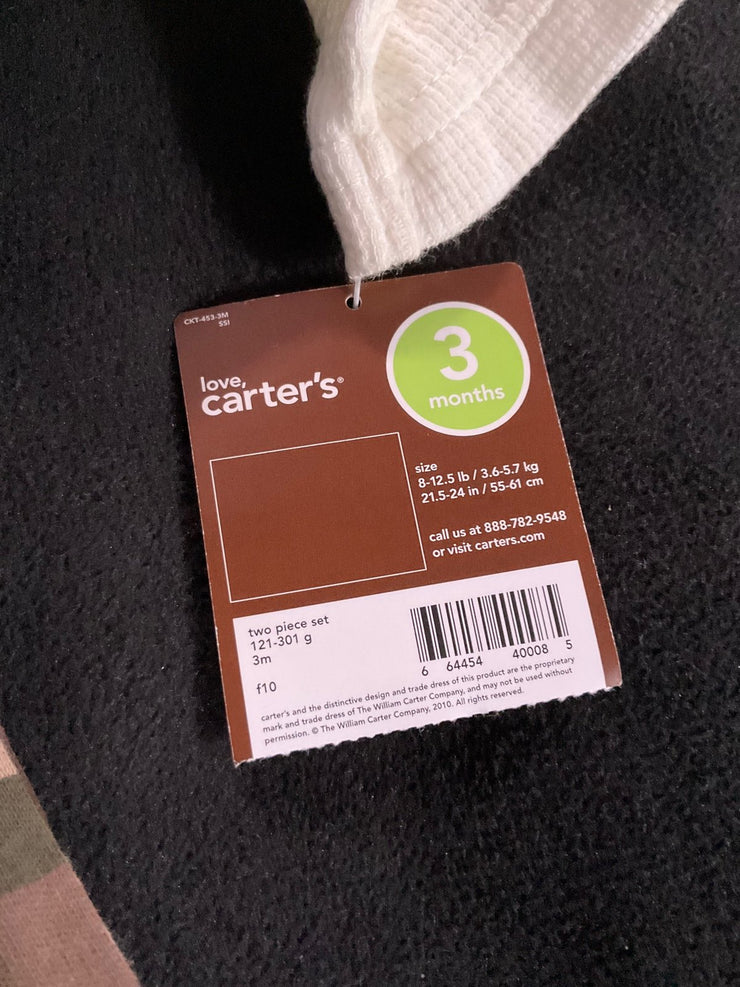 CKT-453-3M
SSI
love,
carter's®
3
months
size
8-12.5 lb / 3.6-5.7 kg
21.5-24 in / 55-61 cm
call us at 888-782-9548
or visit carters.com
two piece set
121-301 g
3m
f10
6 64454 40008 5
carter's and the distinctive design and trade dress of this product are the proprietary
mark and trade dress of The William Carter Company, and may not be used without
permission. © The William Carter Company, 2010. All rights reserved.